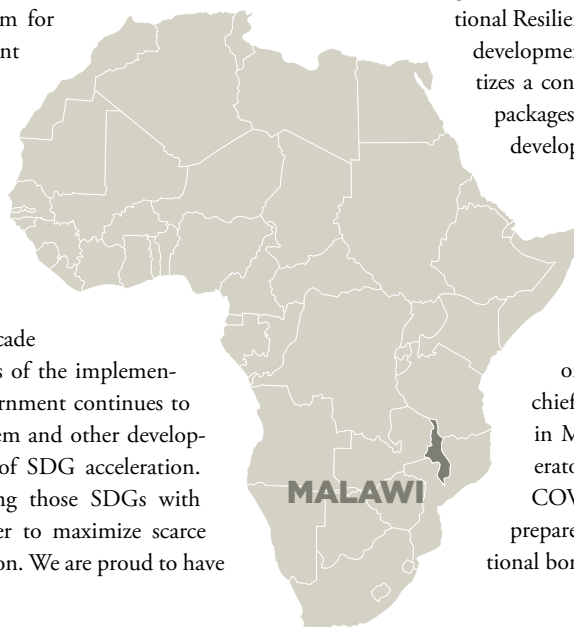 m for
nt
cade
s of the implemen-
ernment continues to
em and other develop-
of SDG acceleration.
ng those SDGs with
er to maximize scarce
on. We are proud to have
MALAWI
tional Resilie
developmen
tizes a con
packages
develop
o
chief
in M
erato
COV
prepare
tional bor